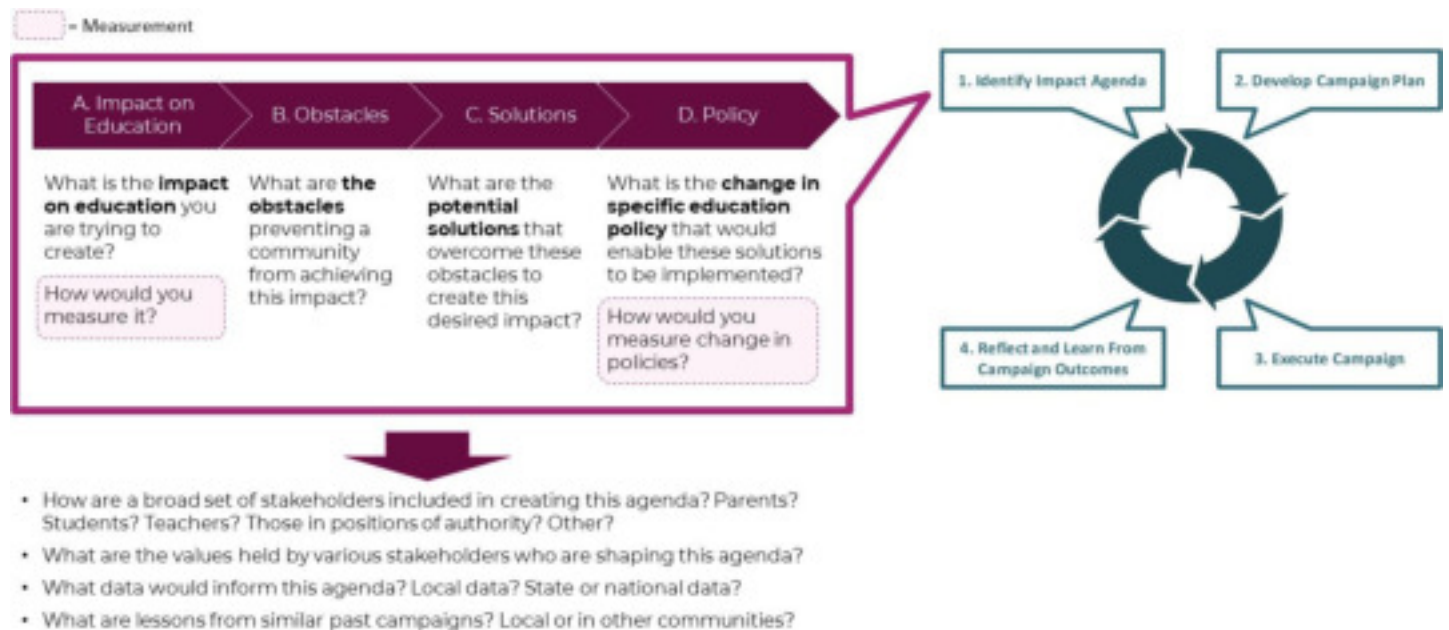 = Measurement
A. Impact on
Education
B. Obstacles
C. Solutions
D. Policy
What is the impact
on education you
are trying to
create?
How would you
measure it?
What are the
obstacles
preventing a
community
from achieving
this impact?
What are the
potential
solutions that
overcome these
obstacles to
create this
desired impact?
What is the change in
specific education
policy that would
enable these solutions
to be implemented?
How would you
measure change in
policies?
1. Identify Impact Agenda
2. Develop Campaign Plan
4. Reflect and Learn From
Campaign Outcomes
3. Execute Campaign
• How are a broad set of stakeholders included in creating this agenda? Parents?
Students? Teachers? Those in positions of authority? Other?
• What are the values held by various stakeholders who are shaping this agenda?
• What data would inform this agenda? Local data? State or national data?
• What are lessons from similar past campaigns? Local or in other communities?